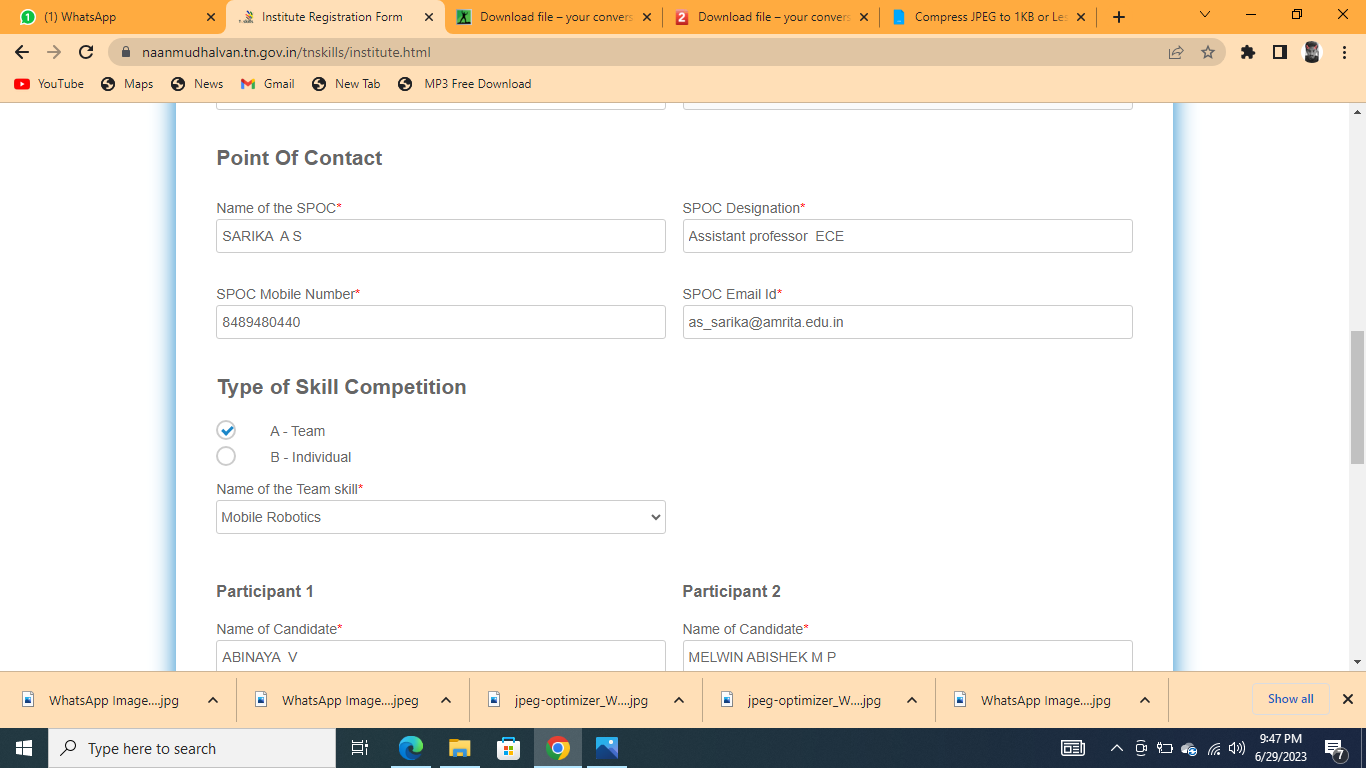 (1) WhatsApp
Institute Registration Form
Download file – your convers
Download file – your convers
Compress JPEG to 1KB or Les
naanmudhalvan.tn.gov.in/tnskills/institute.html
YouTube Maps News Gmail New Tab MP3 Free Download
Point Of Contact
Name of the SPOC* SPOC Designation*
SARIKA A S Assistant professor ECE
SPOC Mobile Number* SPOC Email Id*
8489480440 as_sarika@amrita.edu.in
Type of Skill Competition
A - Team
B - Individual
Name of the Team skill*
Mobile Robotics
Participant 1 Participant 2
Name of Candidate* Name of Candidate*
ABINAYA V MELWIN ABISHEK M P
WhatsApp Image....jpg WhatsApp Image....jpeg jpeg-optimizer_W....jpg jpeg-optimizer_W....jpg WhatsApp Image....jpg Show all
Type here to search
9:47 PM
6/29/2023
7